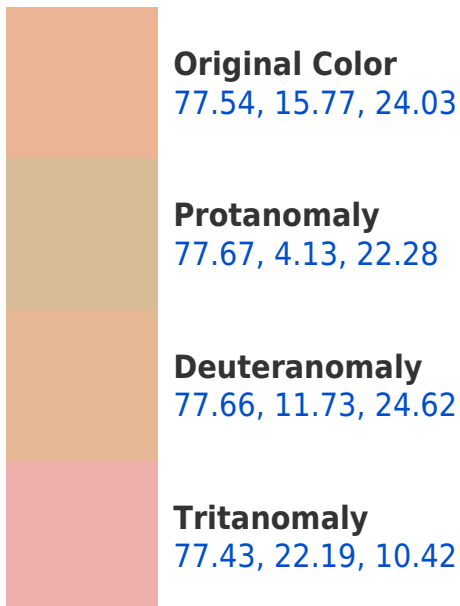 Original Color
77.54, 15.77, 24.03
Protanomaly
77.67, 4.13, 22.28
Deuteranomaly
77.66, 11.73, 24.62
Tritanomaly
77.43, 22.19, 10.42